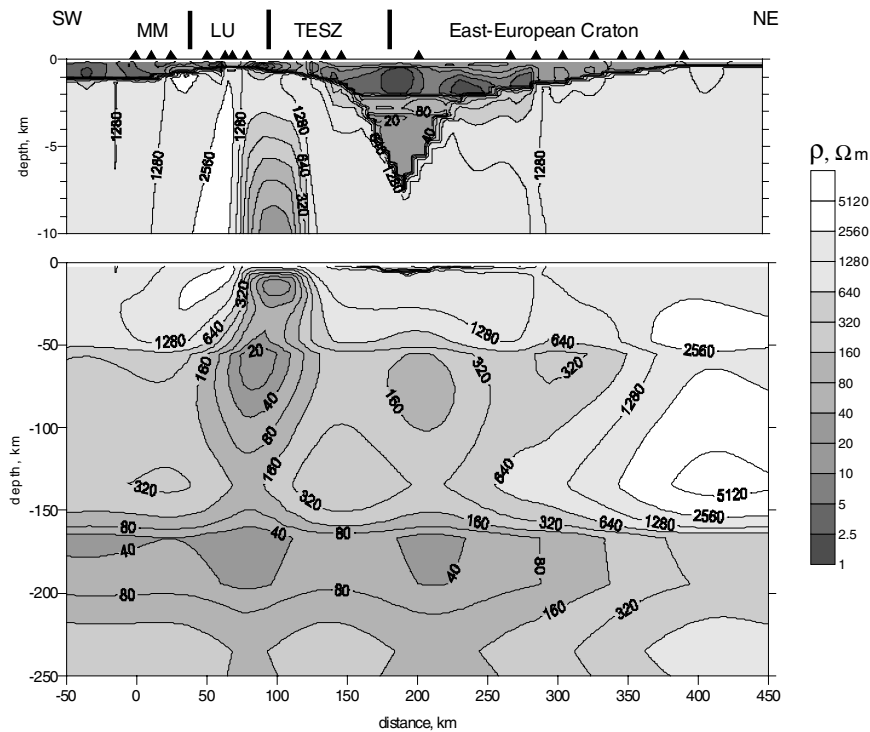 SW MM LU TESZ East-European Craton NE
0
-5
-10
depth, km
1280 1280 2560 1280 1280 640 320 20 80 40 1280 1280
0
-50
-100
-150
-200
-250
depth, km
320 640 1280 1280 640 2560
160 20 160 320 320 1280
40
80
160 640
320 320 5120
80 80 160 320 640 1280 2560
40 40 40 80
80 80 160 320
-50 0 50 100 150 200 250 300 350 400 450
distance, km
ρ, Ωm
5120
2560
1280
640
320
160
80
40
20
10
5
2.5
1